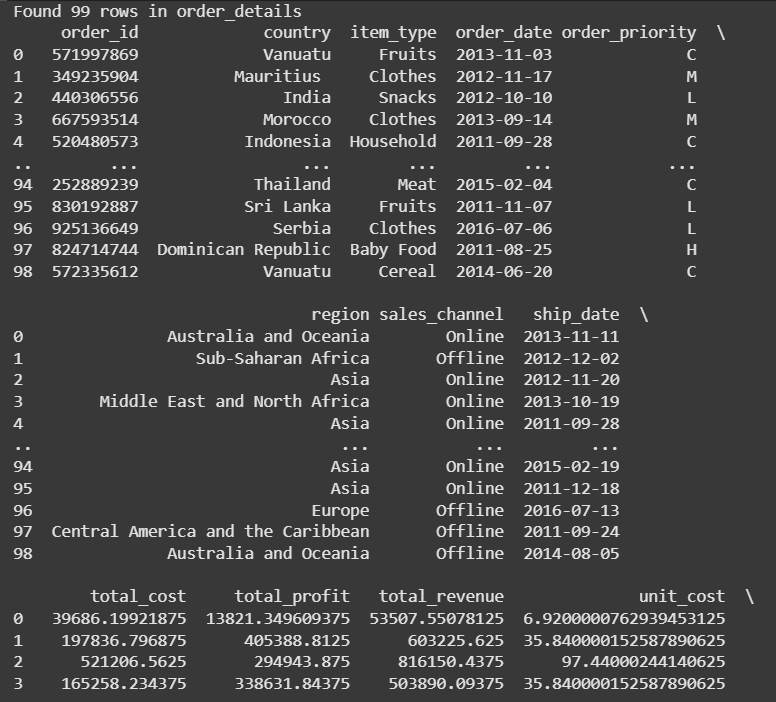 Found 99 rows in order_details
     order_id             country   item_type  order_date order_priority  \
0   571997869             Vanuatu      Fruits  2013-11-03              C
1   349235904          Mauritius      Clothes  2012-11-17              M
2   440306556               India      Snacks  2012-10-10              L
3   667593514             Morocco     Clothes  2013-09-14              M
4   520480573           Indonesia   Household  2011-09-28              C
..        ...                 ...         ...         ...            ...
94  252889239            Thailand        Meat  2015-02-04              C
95  830192887           Sri Lanka      Fruits  2011-11-07              L
96  925136649              Serbia     Clothes  2016-07-06              L
97  824714744  Dominican Republic   Baby Food  2011-08-25              H
98  572335612             Vanuatu      Cereal  2014-06-20              C
                               region sales_channel   ship_date  \
0               Australia and Oceania        Online  2013-11-11
1                  Sub-Saharan Africa       Offline  2012-12-02
2                                Asia        Online  2012-11-20
3        Middle East and North Africa        Online  2013-10-19
4                                Asia        Online  2011-09-28
..                                ...           ...         ...
94                               Asia        Online  2015-02-19
95                               Asia        Online  2011-12-18
96                             Europe       Offline  2016-07-13
97  Central America and the Caribbean       Offline  2011-09-24
98              Australia and Oceania       Offline  2014-08-05
        total_cost     total_profit   total_revenue              unit_cost  \
0   39686.19921875  13821.349609375  53507.55078125  6.9200000762939453125
1    197836.796875      405388.8125      603225.625  35.840000152587890625
2      521206.5625       294943.875     816150.4375      97.44000244140625
3    165258.234375     338631.84375    503890.09375  35.840000152587890625